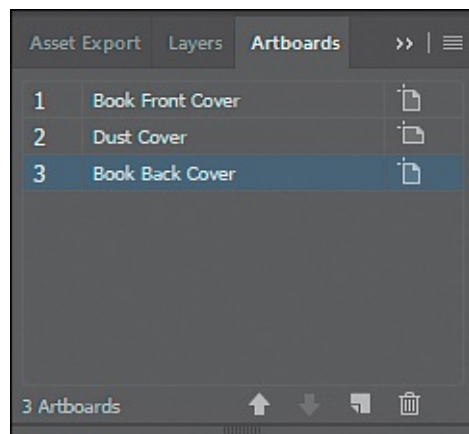 Asset Export Layers Artboards
1 Book Front Cover
2 Dust Cover
3 Book Back Cover
3 Artboards